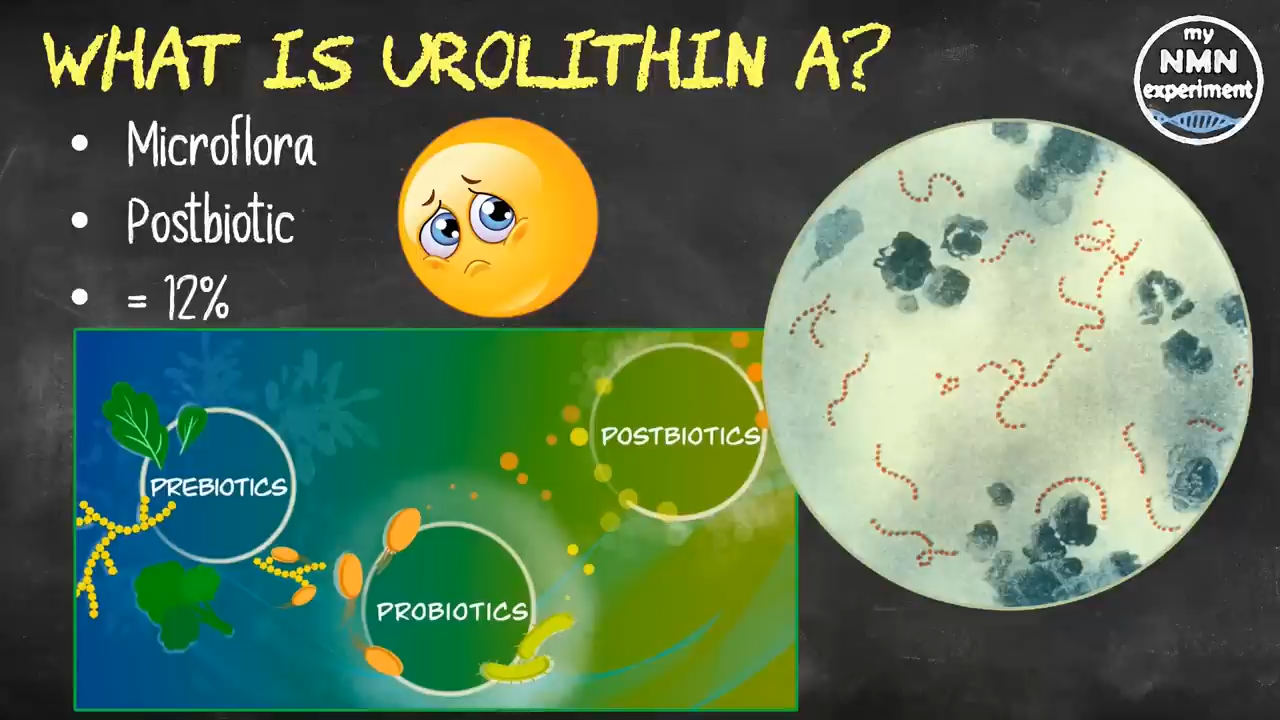 WHAT IS UROLITHIN A?
my
NMN
experiment
• Microflora
• Postbiotic
• = 12%
PREBIOTICS
POSTBIOTICS
PROBIOTICS